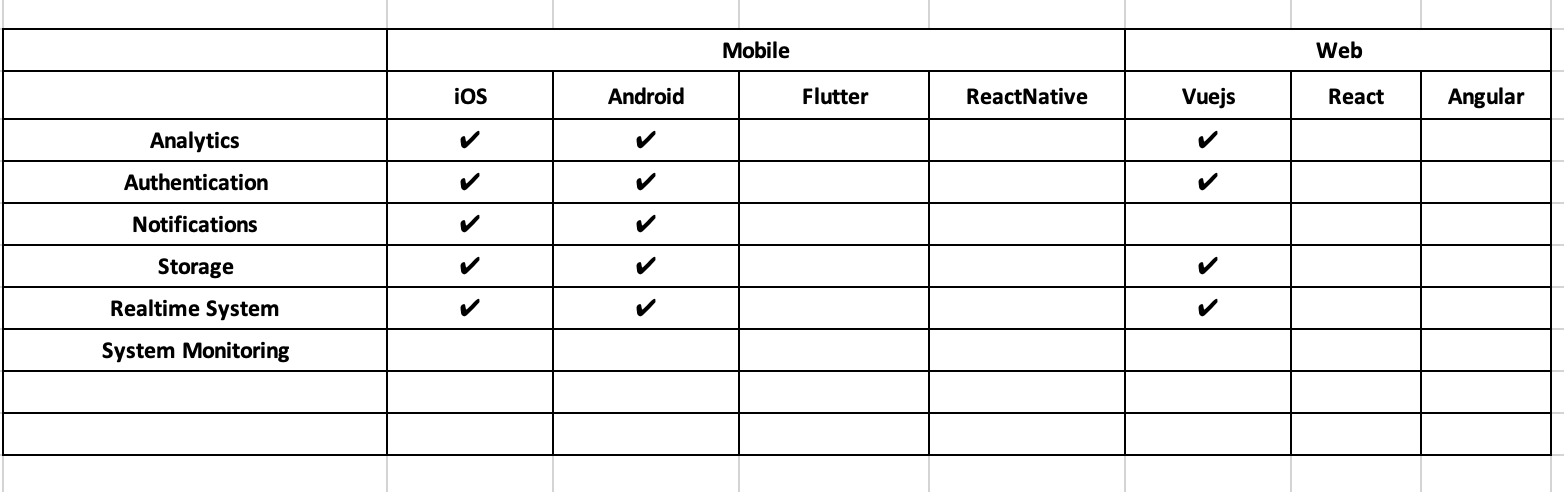 Mobile Web
iOS Android Flutter ReactNative Vuejs React Angular
Analytics ✔ ✔ ✔
Authentication ✔ ✔ ✔
Notifications ✔ ✔
Storage ✔ ✔ ✔
Realtime System ✔ ✔ ✔
System Monitoring